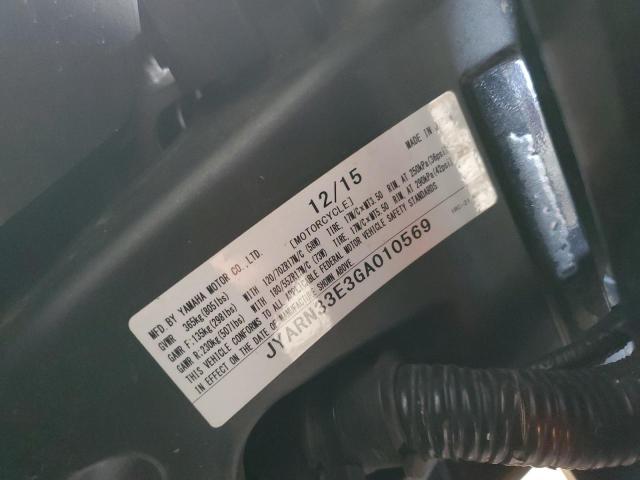 12/15
MFD. BY YAMAHA MOTOR CO., LTD. [MOTORCYCLE] MADE IN
GVWR 365kg(805lbs)
GAWR F:135kg(298lbs) WITH 120/70ZR17M/C (58W) TIRE, 17M/C×MT3.50 RIM, AT 250kPa(36psi)
GAWR R:230kg(507lbs) WITH 180/55ZR17M/C (73W) TIRE, 17M/C×MT5.50 RIM, AT 290kPa(42psi)
THIS VEHICLE CONFORMS TO ALL APPLICABLE FEDERAL MOTOR VEHICLE SAFETY STANDARDS
IN EFFECT ON THE DATE OF MANUFACTURE SHOWN ABOVE.
JYARN33E3GA010569